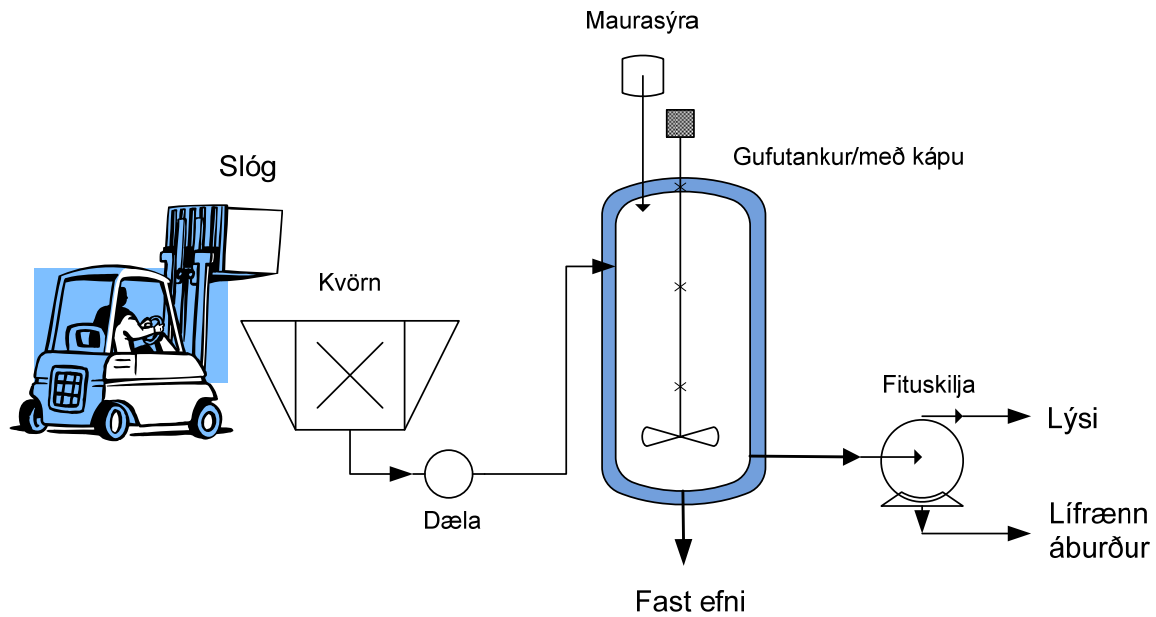 Maurasýra
Gufutankur/með kápu
Slóg
Kvörn
Fituskilja
Lýsi
Dæla
Lífrænn
áburður
Fast efni